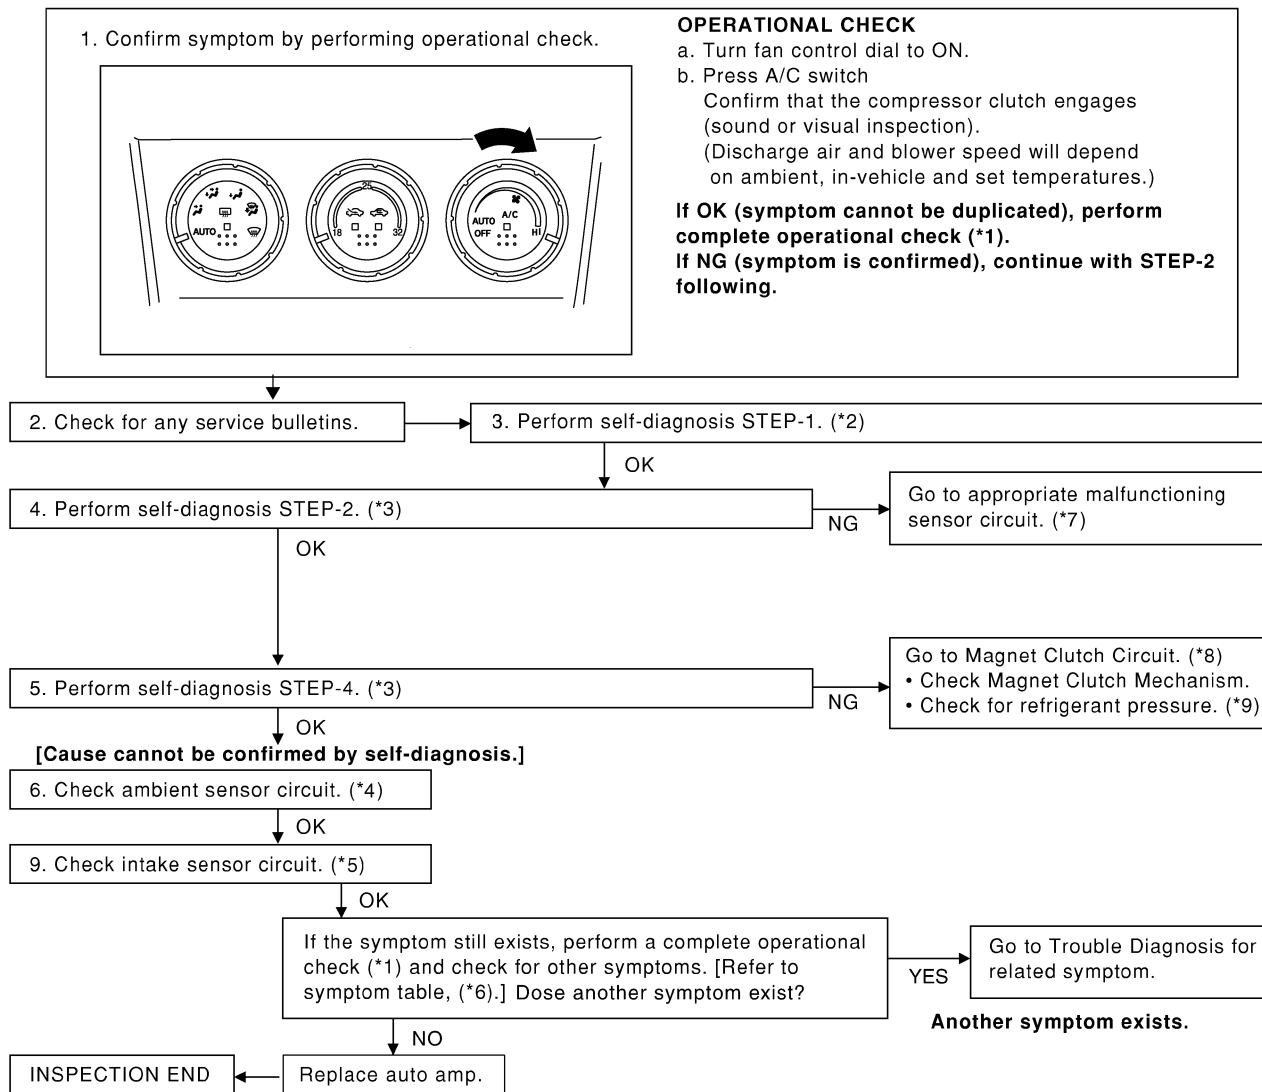 1. Confirm symptom by performing operational check.
AUTO
25
18
32
A/C
AUTO
OFF
HI
OPERATIONAL CHECK
a. Turn fan control dial to ON.
b. Press A/C switch
Confirm that the compressor clutch engages
(sound or visual inspection).
(Discharge air and blower speed will depend
on ambient, in-vehicle and set temperatures.)
If OK (symptom cannot be duplicated), perform
complete operational check (*1).
If NG (symptom is confirmed), continue with STEP-2
following.
2. Check for any service bulletins.
3. Perform self-diagnosis STEP-1. (*2)
OK
4. Perform self-diagnosis STEP-2. (*3)
NG
Go to appropriate malfunctioning
sensor circuit. (*7)
OK
5. Perform self-diagnosis STEP-4. (*3)
NG
Go to Magnet Clutch Circuit. (*8)
• Check Magnet Clutch Mechanism.
• Check for refrigerant pressure. (*9)
OK
[Cause cannot be confirmed by self-diagnosis.]
6. Check ambient sensor circuit. (*4)
OK
9. Check intake sensor circuit. (*5)
OK
If the symptom still exists, perform a complete operational
check (*1) and check for other symptoms. [Refer to
symptom table, (*6).] Dose another symptom exist?
YES
Go to Trouble Diagnosis for
related symptom.
Another symptom exists.
NO
Replace auto amp.
INSPECTION END